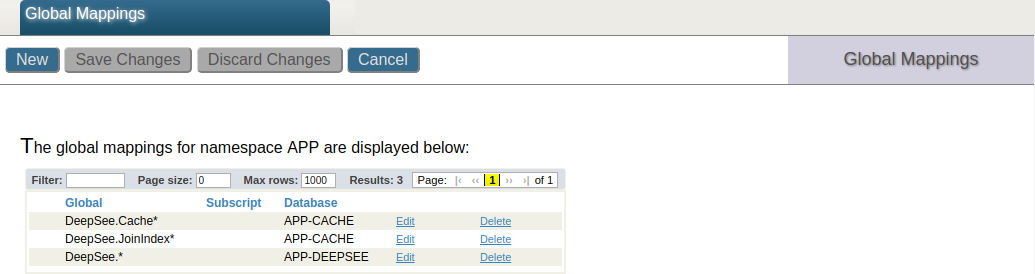 Global Mappings
New Save Changes Discard Changes Cancel Global Mappings
The global mappings for namespace APP are displayed below:
Filter: Page size: 0 Max rows: 1000 Results: 3 Page: |‹ ‹‹ 1 ›› ›| of 1
Global Subscript Database
DeepSee.Cache* APP-CACHE Edit Delete
DeepSee.JoinIndex* APP-CACHE Edit Delete
DeepSee.* APP-DEEPSEE Edit Delete